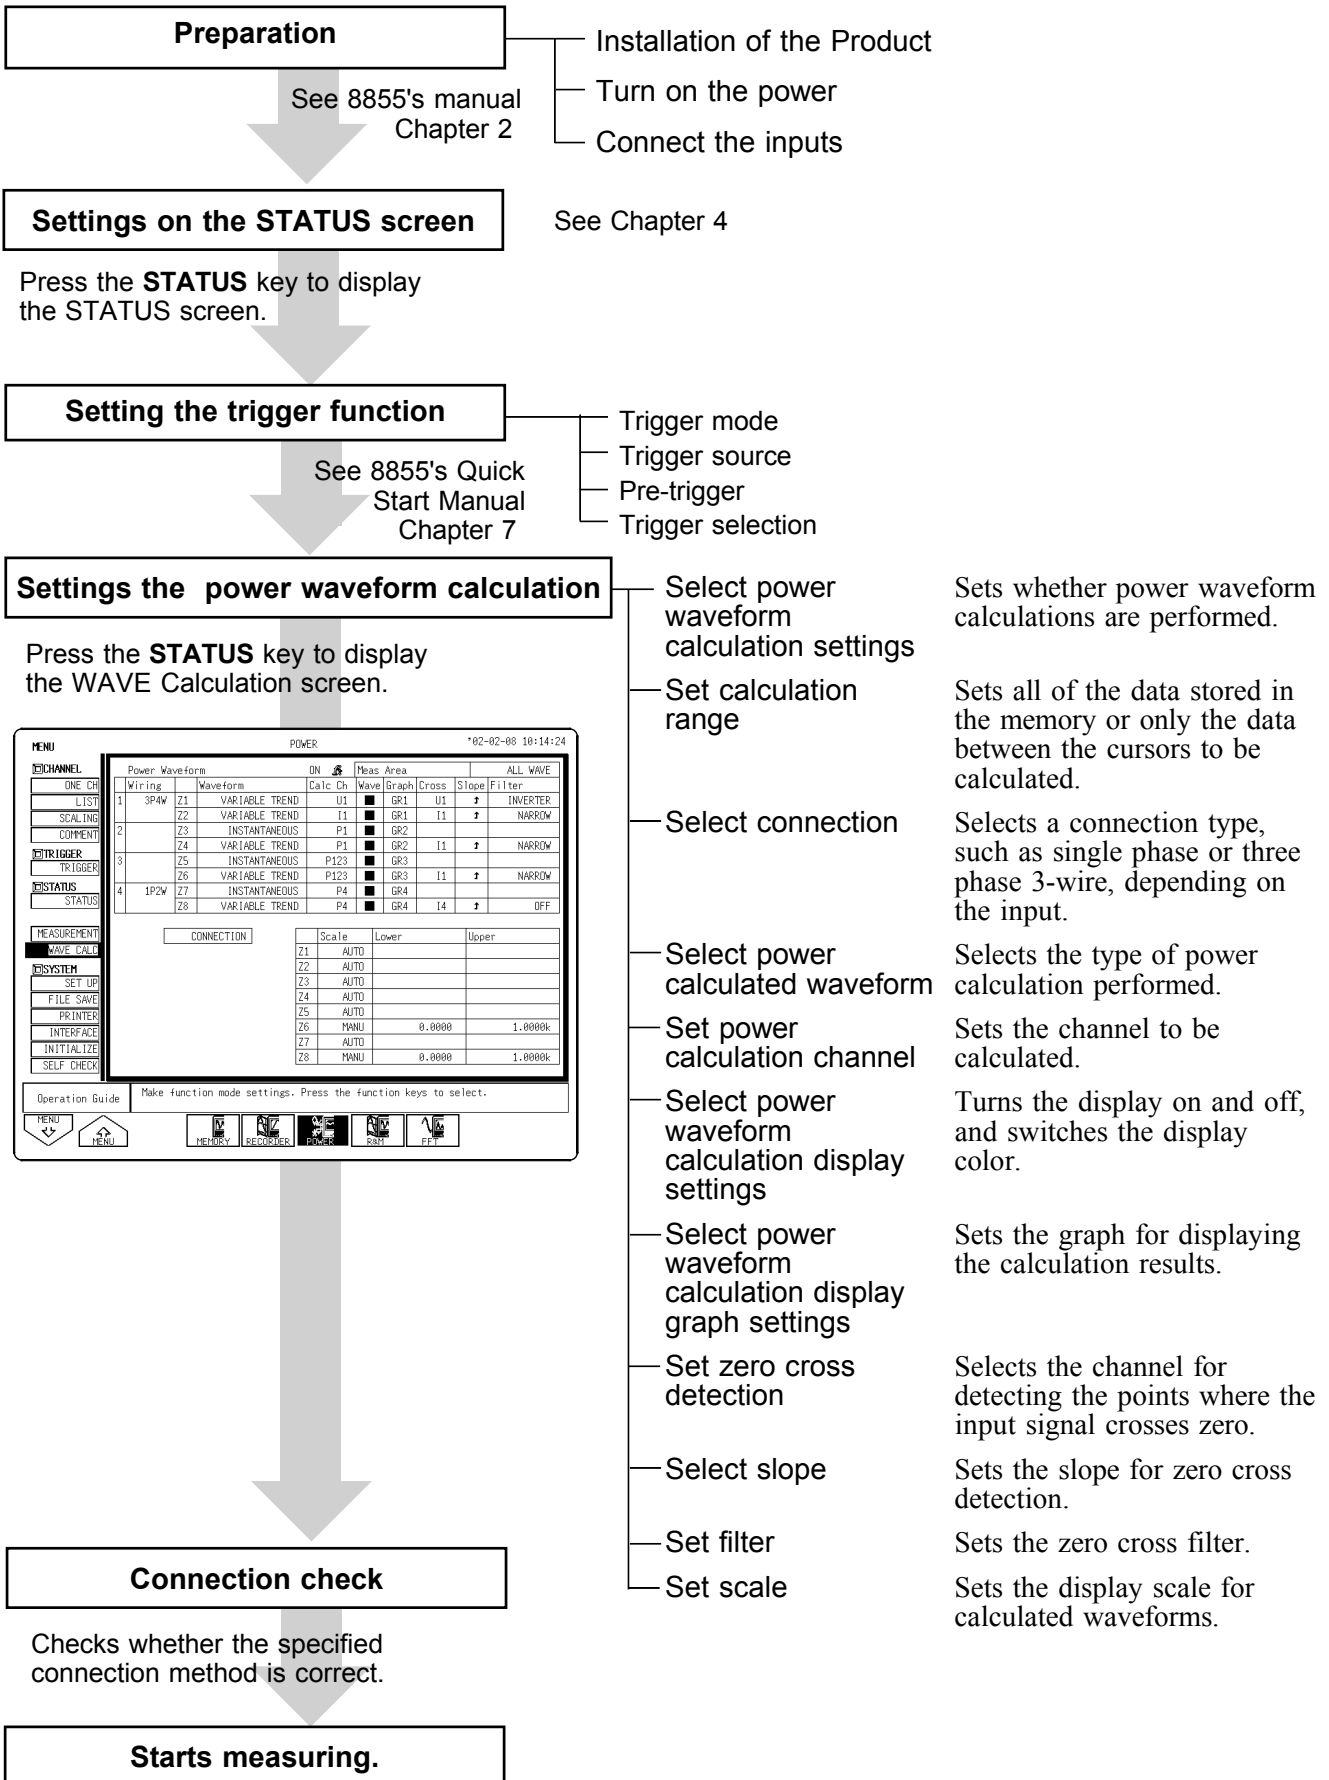 Preparation
Installation of the Product
Turn on the power
Connect the inputs
See 8855's manual
Chapter 2
Settings on the STATUS screen
See Chapter 4
Press the STATUS key to display
the STATUS screen.
Setting the trigger function
Trigger mode
Trigger source
Pre-trigger
Trigger selection
See 8855's Quick
Start Manual
Chapter 7
Settings the power waveform calculation
Press the STATUS key to display
the WAVE Calculation screen.
MENU POWER '02-02-08 10:14:24
CHANNEL
ONE CH
LIST
SCALING
COMMENT
TRIGGER
TRIGGER
STATUS
STATUS
MEASUREMENT
WAVE CALC
SYSTEM
SET UP
FILE SAVE
PRINTER
INTERFACE
INITIALIZE
SELF CHECK
Power Waveform ON Meas Area ALL WAVE
Wiring Waveform Calc Ch Wave Graph Cross Slope Filter
1 3P4W Z1 VARIABLE TREND U1 ■ GR1 U1 INVERTER
Z2 VARIABLE TREND I1 ■ GR1 I1 NARROW
2 Z3 INSTANTANEOUS P1 ■ GR2
Z4 VARIABLE TREND P1 ■ GR2 I1 NARROW
3 Z5 INSTANTANEOUS P123 ■ GR3
Z6 VARIABLE TREND P123 ■ GR3 I1 NARROW
4 1P2W Z7 INSTANTANEOUS P4 ■ GR4
Z8 VARIABLE TREND P4 ■ GR4 I4 OFF
CONNECTION
Scale Lower Upper
Z1 AUTO
Z2 AUTO
Z3 AUTO
Z4 AUTO
Z5 AUTO
Z6 MANU 0.0000 1.0000k
Z7 AUTO
Z8 MANU 0.0000 1.0000k
Operation Guide Make function mode settings. Press the function keys to select.
MENU MENU MEMORY RECORDER POWER R&M FFT
Select power
waveform
calculation settings
Sets whether power waveform
calculations are performed.
Set calculation
range
Sets all of the data stored in
the memory or only the data
between the cursors to be
calculated.
Select connection
Selects a connection type,
such as single phase or three
phase 3-wire, depending on
the input.
Select power
calculated waveform
Selects the type of power
calculation performed.
Set power
calculation channel
Sets the channel to be
calculated.
Select power
waveform
calculation display
settings
Turns the display on and off,
and switches the display
color.
Select power
waveform
calculation display
graph settings
Sets the graph for displaying
the calculation results.
Set zero cross
detection
Selects the channel for
detecting the points where the
input signal crosses zero.
Select slope
Sets the slope for zero cross
detection.
Set filter
Sets the zero cross filter.
Set scale
Sets the display scale for
calculated waveforms.
Connection check
Checks whether the specified
connection method is correct.
Starts measuring.